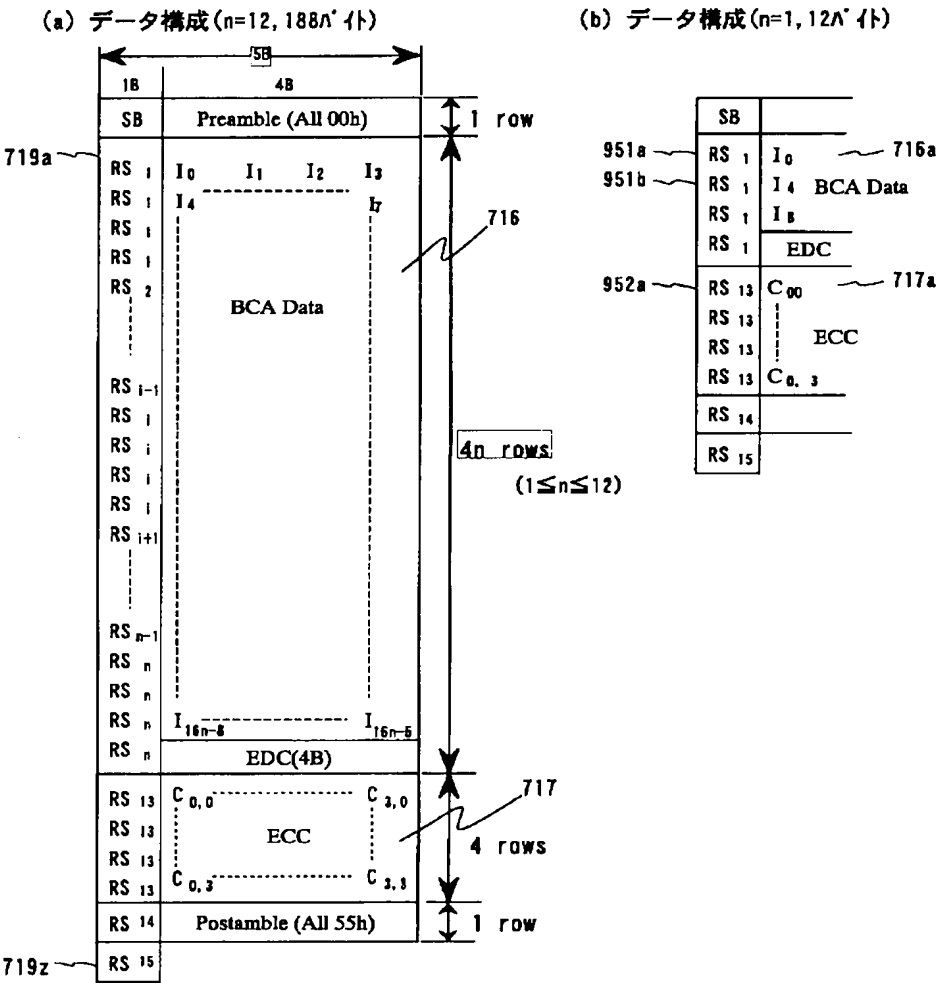 (a) データ構成(n=12,188バイト)
5B
1B 4B
SB Preamble (All 00h) 1 row
719a
RS 1 I0 I1 I2 I3
RS 1 I4 I7
RS 1
RS 1
RS 2
716
BCA Data
RS i-1
RS i
RS i
RS i
RS i
RS i+1
4n rows
(1≦n≦12)
RS n-1
RS n
RS n
RS n I16n-8 I16n-5
RS n EDC(4B)
RS 13 C0,0 C3,0
RS 13
RS 13
RS 13 C0,3 C3,3
ECC
717
4 rows
RS 14 Postamble (All 55h) 1 row
719z RS 15
(b) データ構成(n=1,12バイト)
SB
951a RS 1 I0 716a
951b RS 1 I4 BCA Data
RS 1 I8
RS 1 EDC
952a RS 13 C00 717a
RS 13
ECC
RS 13
RS 13 C0,3
RS 14
RS 15